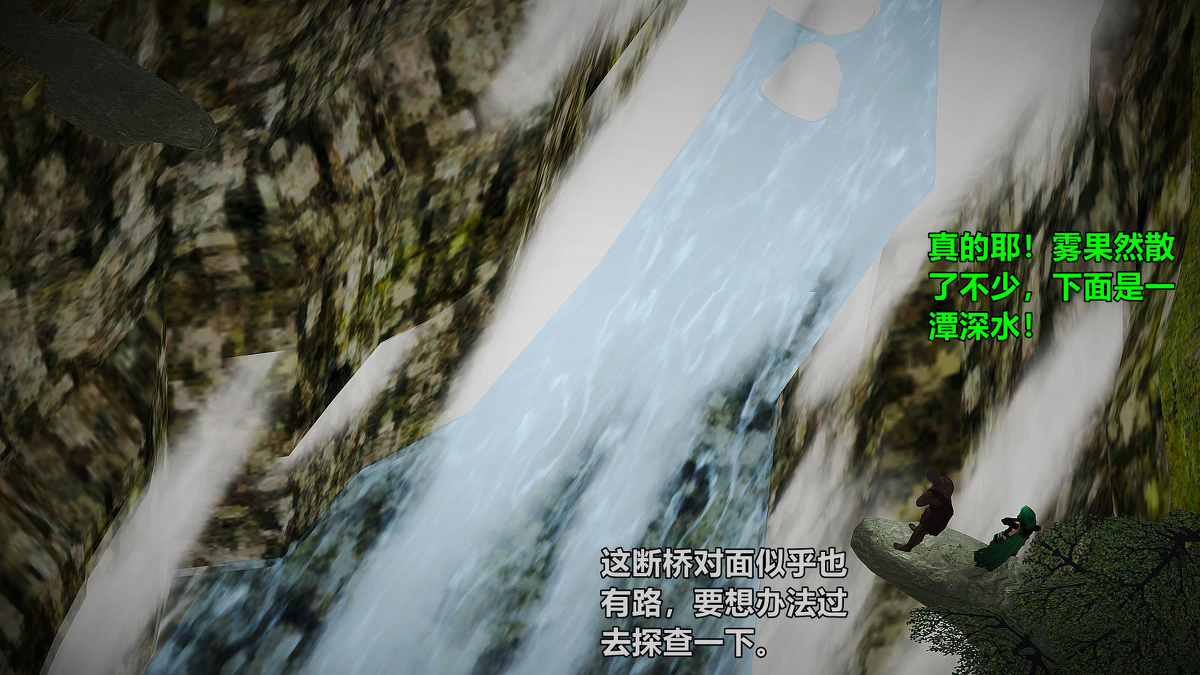 真的耶！雾果然散
了不少，下面是一
潭深水！
这断桥对面似乎也
有路，要想办法过
去探查一下。